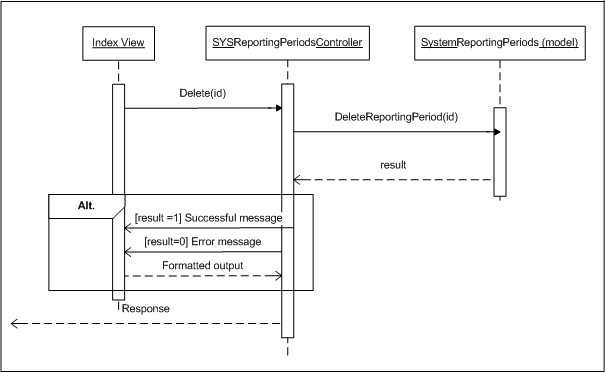 Index View
SYSReportingPeriodsController
SystemReportingPeriods (model)
Delete(id)
DeleteReportingPeriod(id)
result
Alt.
[result =1] Successful message
[result=0] Error message
Formatted output
Response